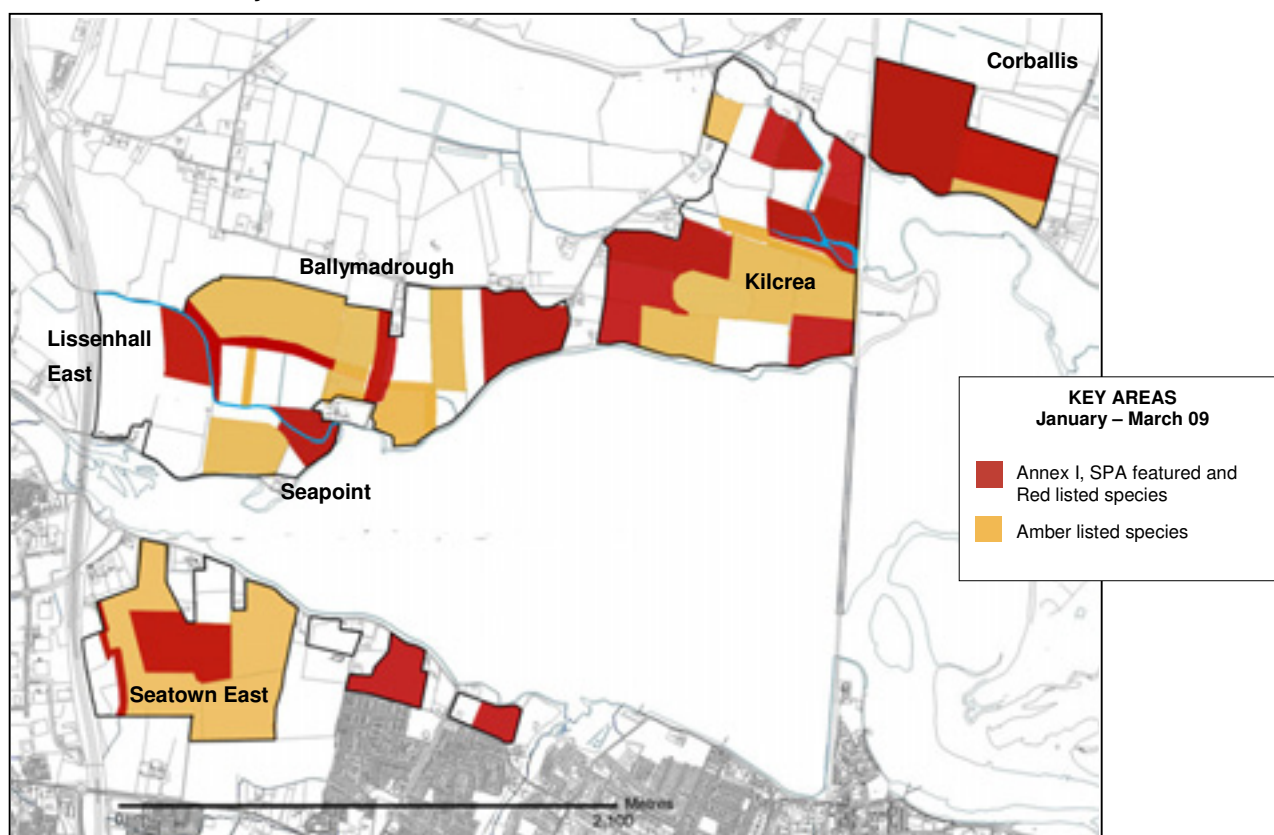 Corballis
Ballymadrough
Kilcrea
Lissenhall
East
KEY AREAS
January – March 09
Annex I, SPA featured and
Red listed species
Amber listed species
Seapoint
Seatown East
Metres
0
2,100